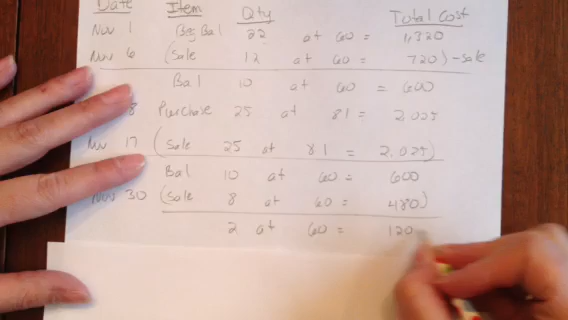 Date Item Qty Total Cost
Nov 1 Beg Bal 22 at 60 = 1,320
Nov 6 (Sale 12 at 60 = 720) - sale
Bal 10 at 60 = 600
8 Purchase 25 at 81 = 2,025
Nov 17 (Sale 25 at 81 = 2,025)
Bal 10 at 60 = 600
Nov 30 (Sale 8 at 60 = 480)
2 at 60 = 120